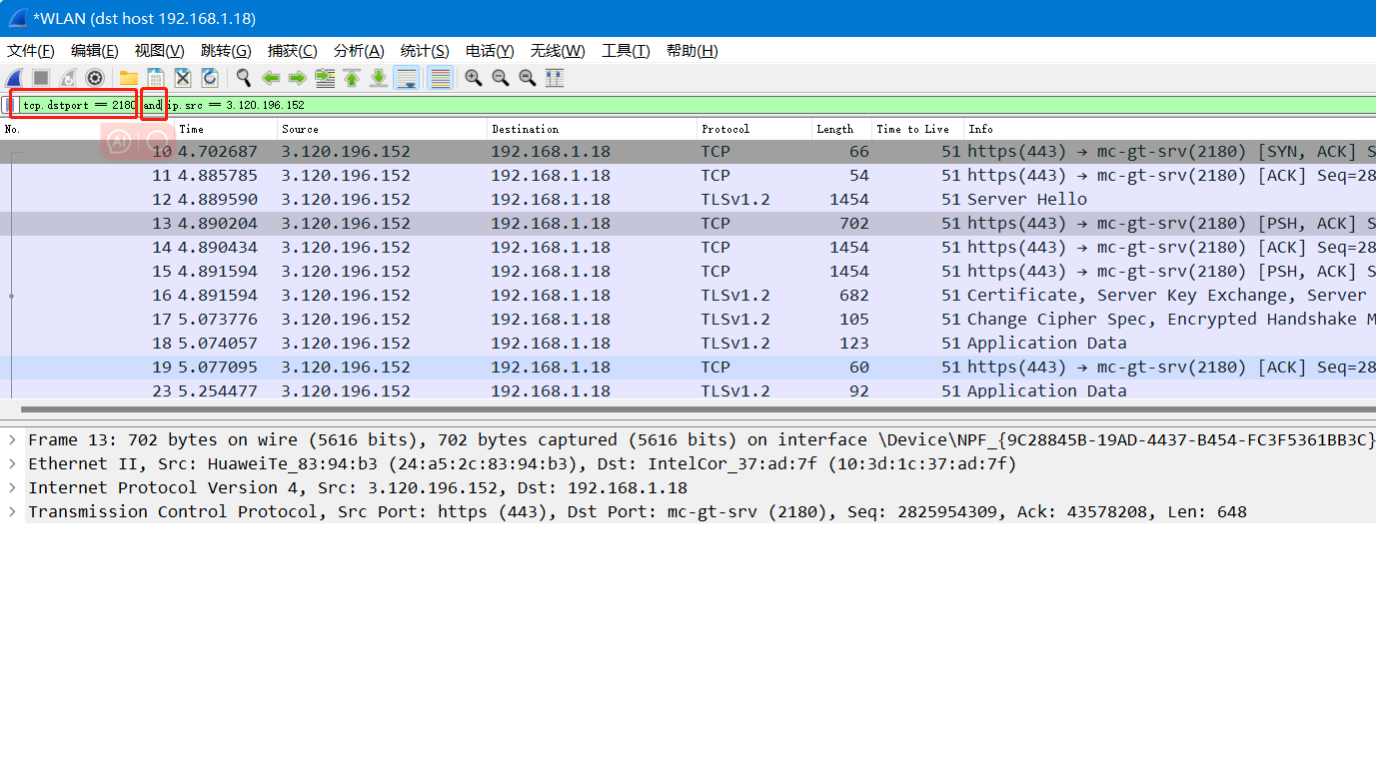 *WLAN (dst host 192.168.1.18)
文件(F) 编辑(E) 视图(V) 跳转(G) 捕获(C) 分析(A) 统计(S) 电话(Y) 无线(W) 工具(T) 帮助(H)
tcp.dstport == 2180 and ip.src == 3.120.196.152
No. Time Source Destination Protocol Length Time to Live Info
AI
10 4.702687 3.120.196.152 192.168.1.18 TCP 66 51 https(443) → mc-gt-srv(2180) [SYN, ACK] S
11 4.885785 3.120.196.152 192.168.1.18 TCP 54 51 https(443) → mc-gt-srv(2180) [ACK] Seq=28
12 4.889590 3.120.196.152 192.168.1.18 TLSv1.2 1454 51 Server Hello
13 4.890204 3.120.196.152 192.168.1.18 TCP 702 51 https(443) → mc-gt-srv(2180) [PSH, ACK] S
14 4.890434 3.120.196.152 192.168.1.18 TCP 1454 51 https(443) → mc-gt-srv(2180) [ACK] Seq=28
15 4.891594 3.120.196.152 192.168.1.18 TCP 1454 51 https(443) → mc-gt-srv(2180) [PSH, ACK] S
16 4.891594 3.120.196.152 192.168.1.18 TLSv1.2 682 51 Certificate, Server Key Exchange, Server
17 5.073776 3.120.196.152 192.168.1.18 TLSv1.2 105 51 Change Cipher Spec, Encrypted Handshake M
18 5.074057 3.120.196.152 192.168.1.18 TLSv1.2 123 51 Application Data
19 5.077095 3.120.196.152 192.168.1.18 TCP 60 51 https(443) → mc-gt-srv(2180) [ACK] Seq=28
23 5.254477 3.120.196.152 192.168.1.18 TLSv1.2 92 51 Application Data
Frame 13: 702 bytes on wire (5616 bits), 702 bytes captured (5616 bits) on interface \Device\NPF_{9C28845B-19AD-4437-B454-FC3F5361BB3C}
Ethernet II, Src: HuaweiTe_83:94:b3 (24:a5:2c:83:94:b3), Dst: IntelCor_37:ad:7f (10:3d:1c:37:ad:7f)
Internet Protocol Version 4, Src: 3.120.196.152, Dst: 192.168.1.18
Transmission Control Protocol, Src Port: https (443), Dst Port: mc-gt-srv (2180), Seq: 2825954309, Ack: 43578208, Len: 648